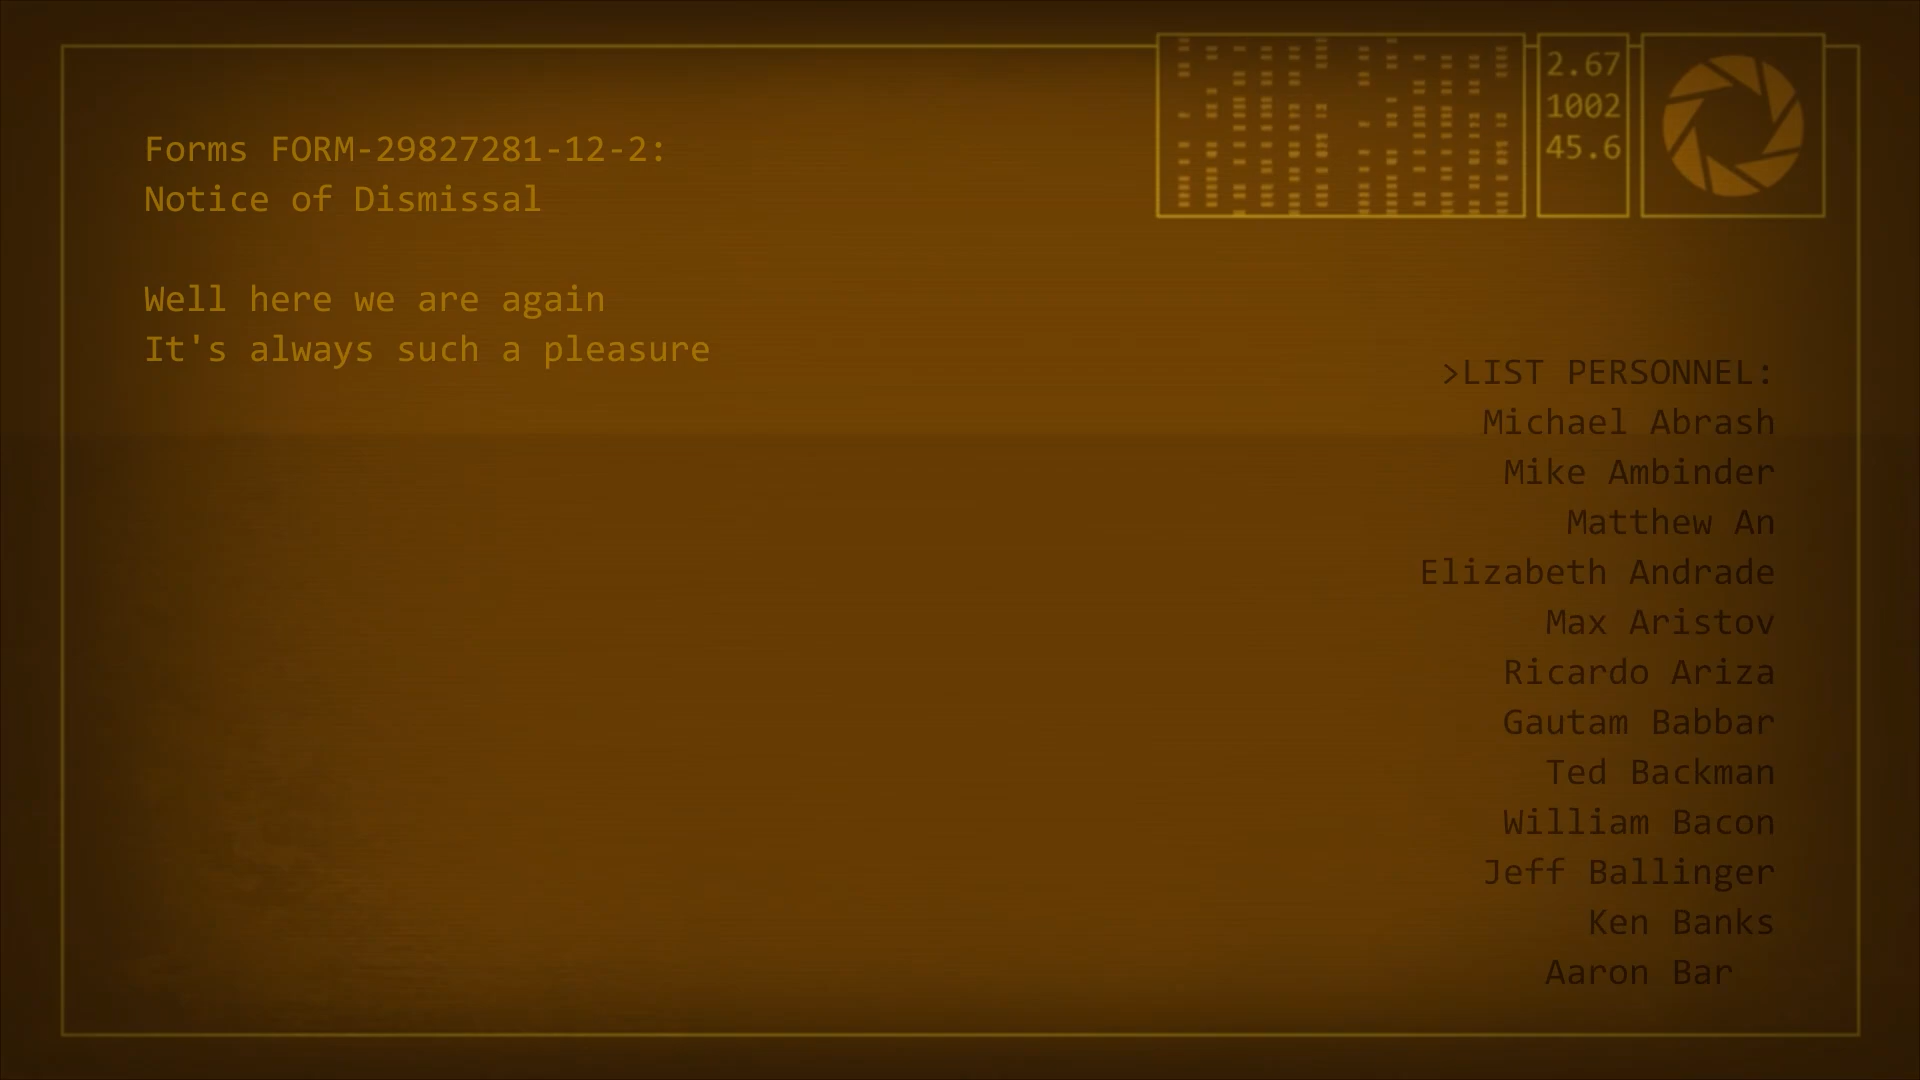 2.67
1002
45.6
Forms FORM-29827281-12-2:
Notice of Dismissal
Well here we are again
It's always such a pleasure
>LIST PERSONNEL:
Michael Abrash
Mike Ambinder
Matthew An
Elizabeth Andrade
Max Aristov
Ricardo Ariza
Gautam Babbar
Ted Backman
William Bacon
Jeff Ballinger
Ken Banks
Aaron Bar